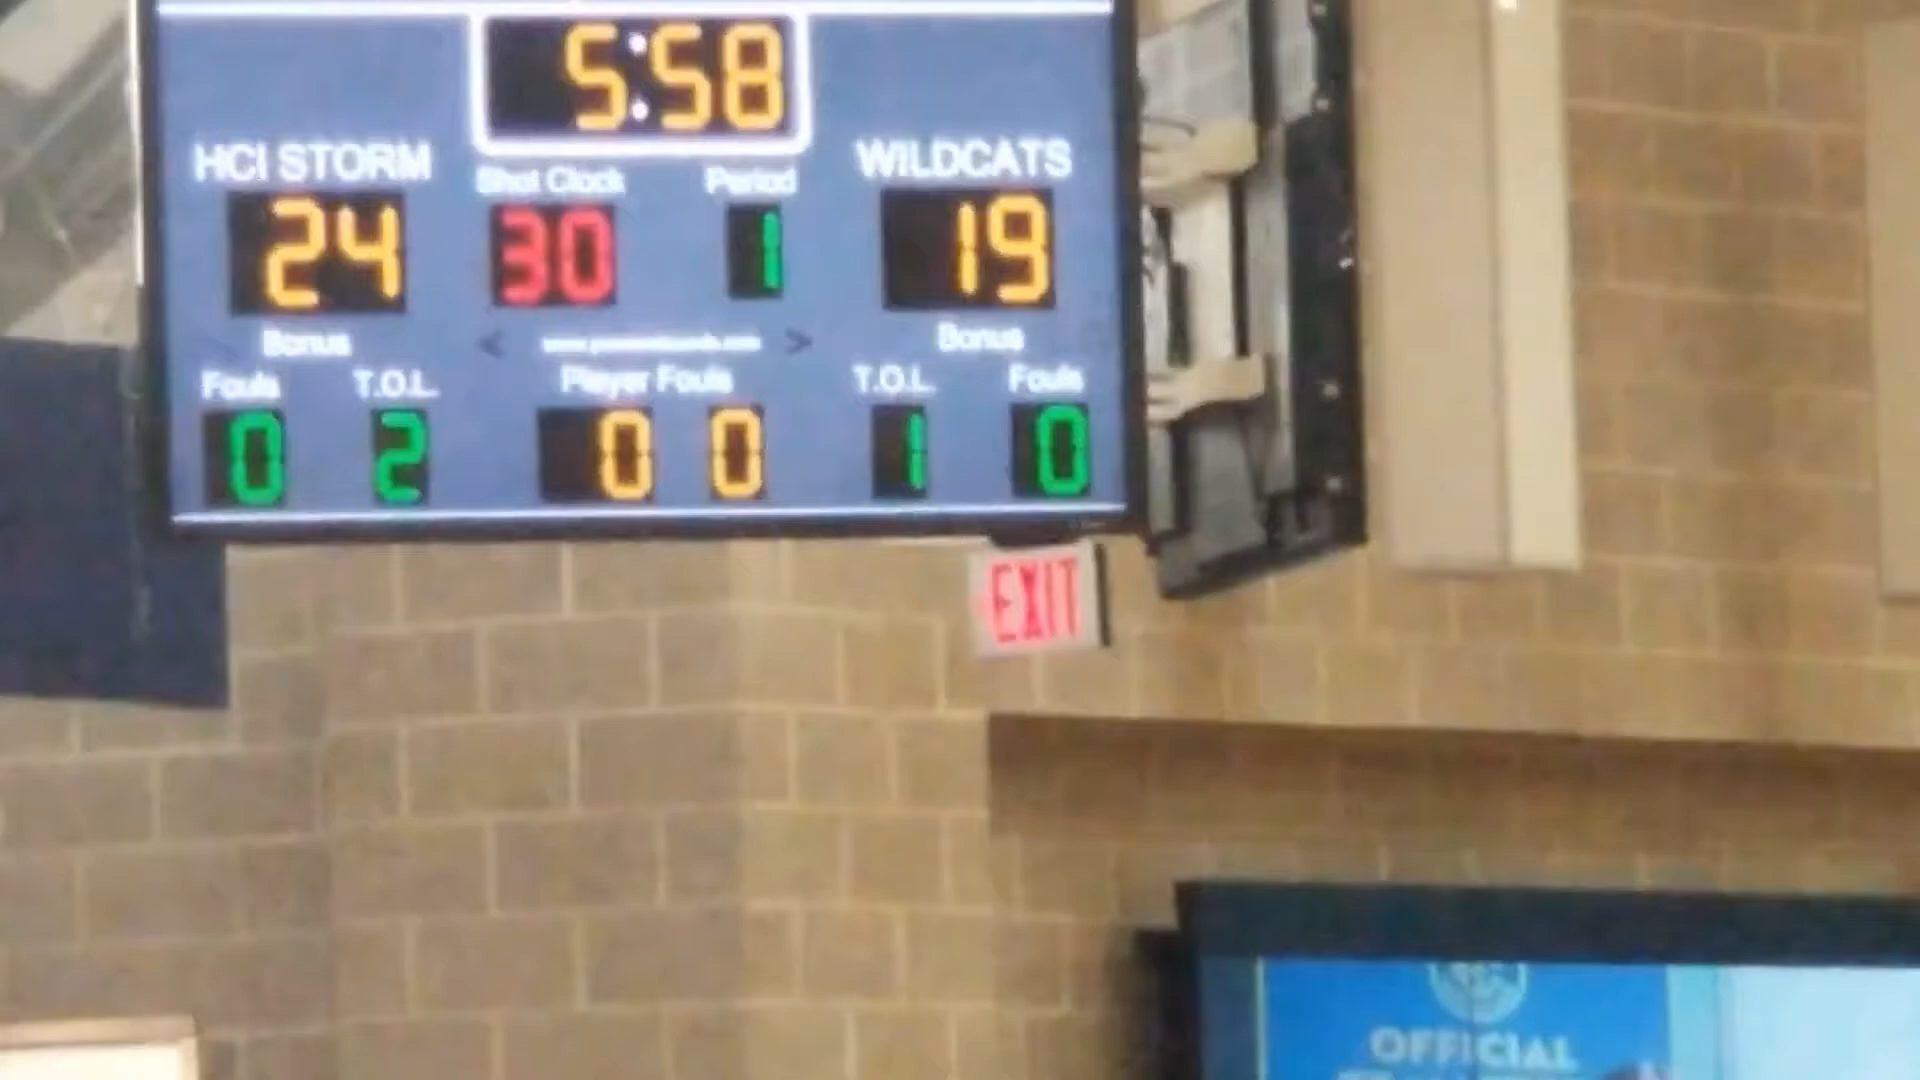 5:58
HCI STORM
Shot Clock
Period
WILDCATS
24
30
1
19
Bonus
< >
Bonus
Fouls
T.O.L.
Player Fouls
T.O.L.
Fouls
0
2
0 0
1
0
EXIT
OFFICIAL